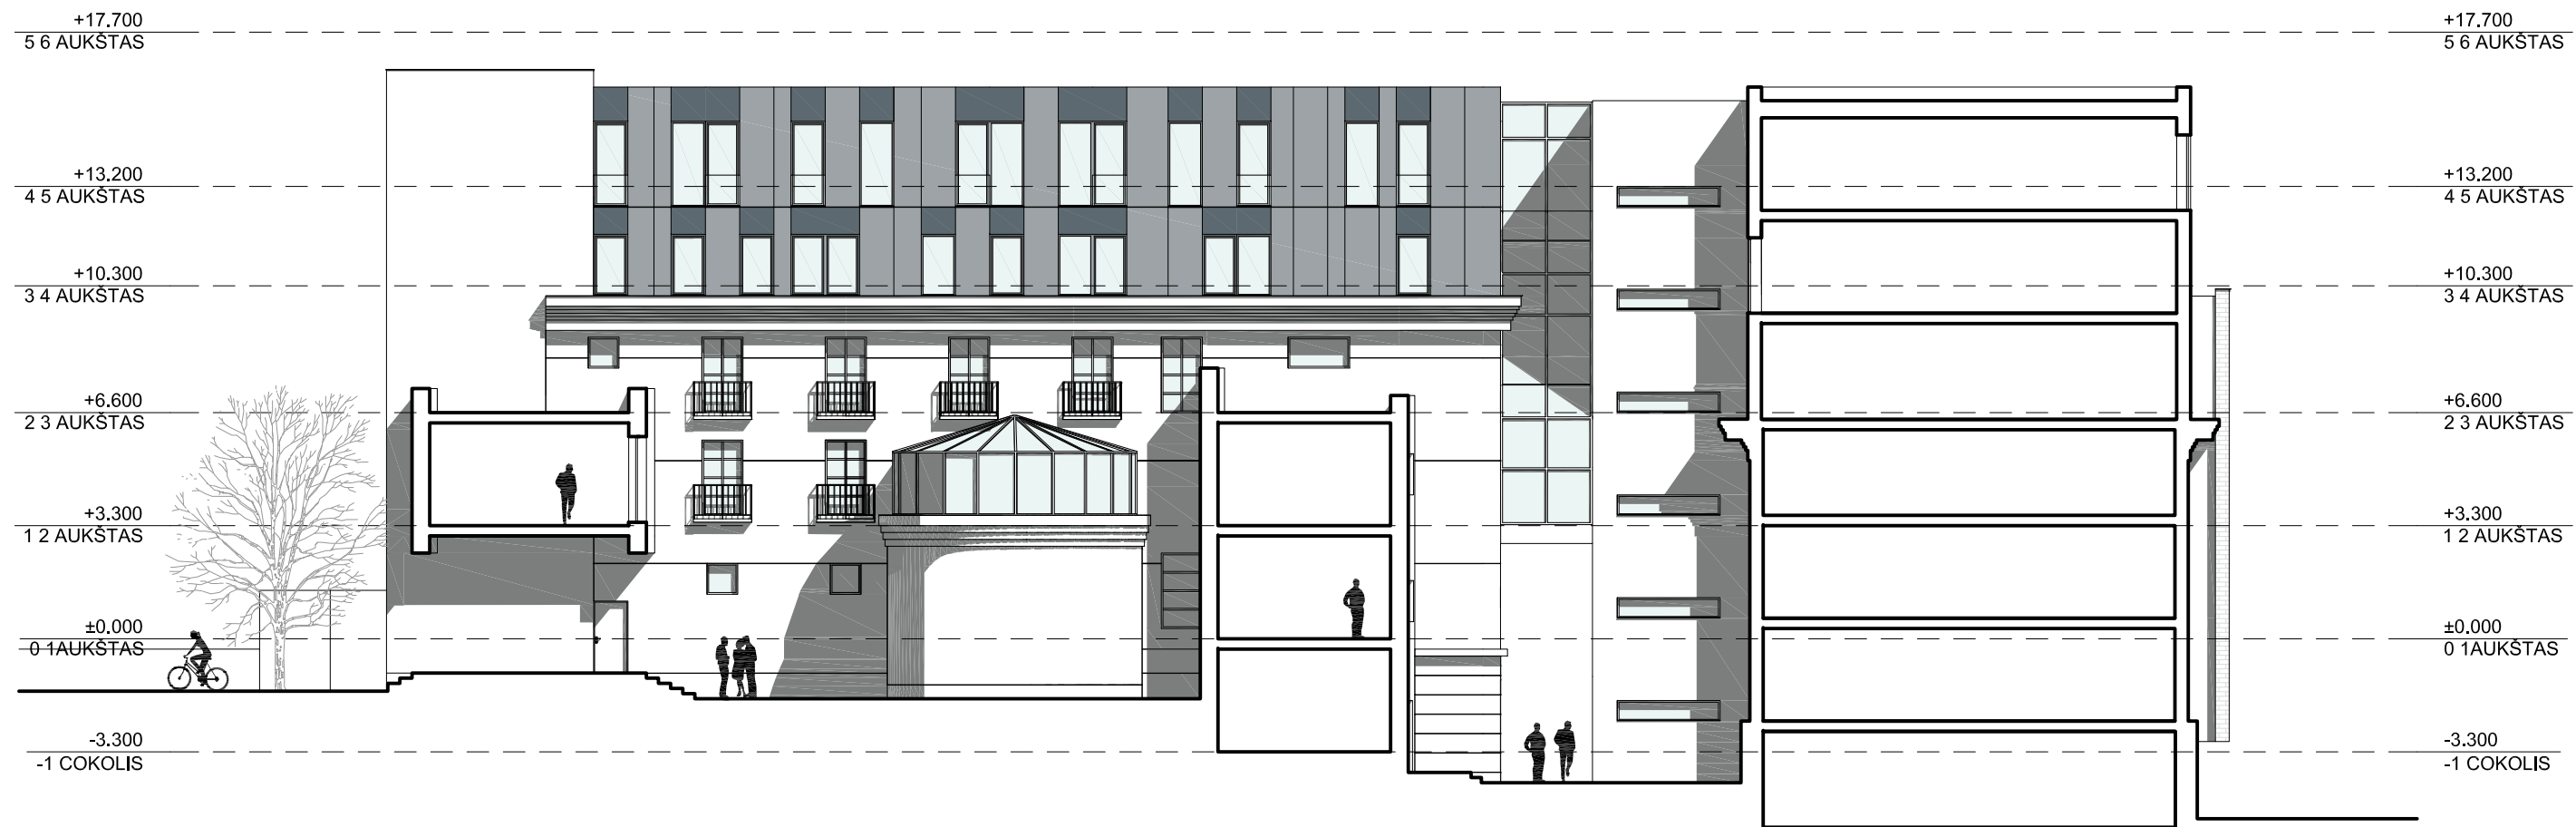 +17.700
5 6 AUKŠTAS
+13.200
4 5 AUKŠTAS
+10.300
3 4 AUKŠTAS
+6.600
2 3 AUKŠTAS
+3.300
1 2 AUKŠTAS
±0.000
0 1AUKŠTAS
-3.300
-1 COKOLIS
+17.700
5 6 AUKŠTAS
+13.200
4 5 AUKŠTAS
+10.300
3 4 AUKŠTAS
+6.600
2 3 AUKŠTAS
+3.300
1 2 AUKŠTAS
±0.000
0 1AUKŠTAS
-3.300
-1 COKOLIS